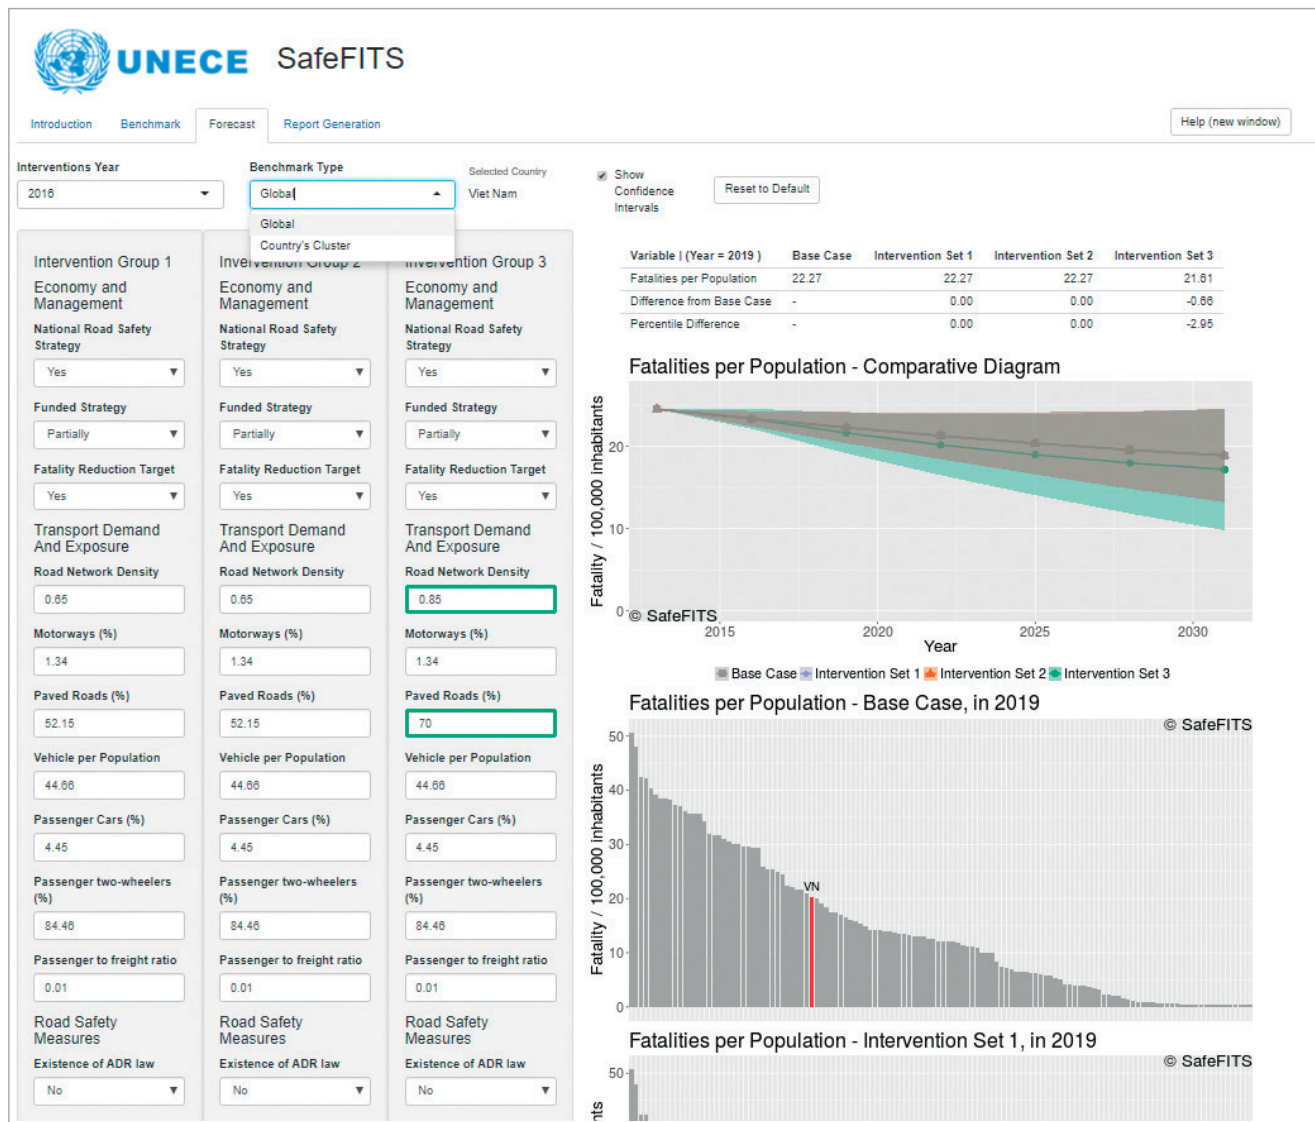 UNECE SafeFITS
Introduction Benchmark Forecast Report Generation Help (new window)
Interventions Year
2016
Benchmark Type
Global
Global
Country's Cluster
Selected Country
Viet Nam
Show
Confidence
Intervals
Reset to Default
Intervention Group 1
Economy and
Management
National Road Safety
Strategy
Yes
Funded Strategy
Partially
Fatality Reduction Target
Yes
Transport Demand
And Exposure
Road Network Density
0.65
Motorways (%)
1.34
Paved Roads (%)
52.15
Vehicle per Population
44.66
Passenger Cars (%)
4.45
Passenger two-wheelers
(%)
84.46
Passenger to freight ratio
0.01
Road Safety
Measures
Existence of ADR law
No
Invervention Group 2
Economy and
Management
National Road Safety
Strategy
Yes
Funded Strategy
Partially
Fatality Reduction Target
Yes
Transport Demand
And Exposure
Road Network Density
0.65
Motorways (%)
1.34
Paved Roads (%)
52.15
Vehicle per Population
44.66
Passenger Cars (%)
4.45
Passenger two-wheelers
(%)
84.46
Passenger to freight ratio
0.01
Road Safety
Measures
Existence of ADR law
No
Invervention Group 3
Economy and
Management
National Road Safety
Strategy
Yes
Funded Strategy
Partially
Fatality Reduction Target
Yes
Transport Demand
And Exposure
Road Network Density
0.85
Motorways (%)
1.34
Paved Roads (%)
70
Vehicle per Population
44.66
Passenger Cars (%)
4.45
Passenger two-wheelers
(%)
84.46
Passenger to freight ratio
0.01
Road Safety
Measures
Existence of ADR law
No
Variable | (Year = 2019 ) Base Case Intervention Set 1 Intervention Set 2 Intervention Set 3
Fatalities per Population 22.27 22.27 22.27 21.61
Difference from Base Case - 0.00 0.00 -0.66
Percentile Difference - 0.00 0.00 -2.95
Fatalities per Population - Comparative Diagram
Fatality / 100,000 inhabitants
20
10
0
© SafeFITS
2015 2020 2025 2030
Year
Base Case Intervention Set 1 Intervention Set 2 Intervention Set 3
Fatalities per Population - Base Case, in 2019
© SafeFITS
Fatality / 100,000 inhabitants
50
40
30
20
10
0
VN
Fatalities per Population - Intervention Set 1, in 2019
© SafeFITS
50